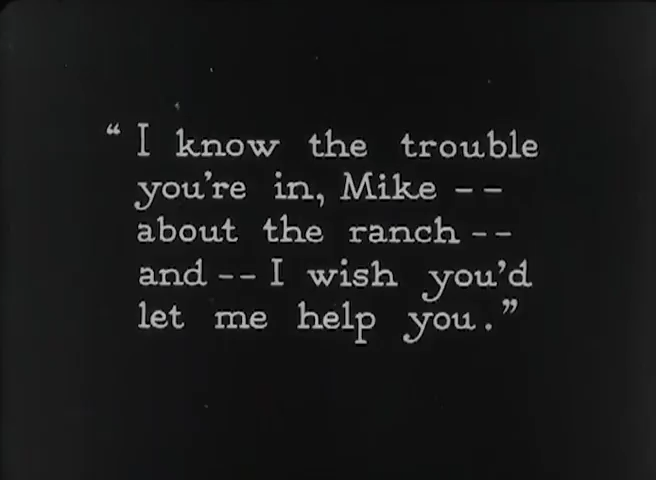 “I know the trouble
you're in, Mike --
about the ranch --
and -- I wish you'd
let me help you.”